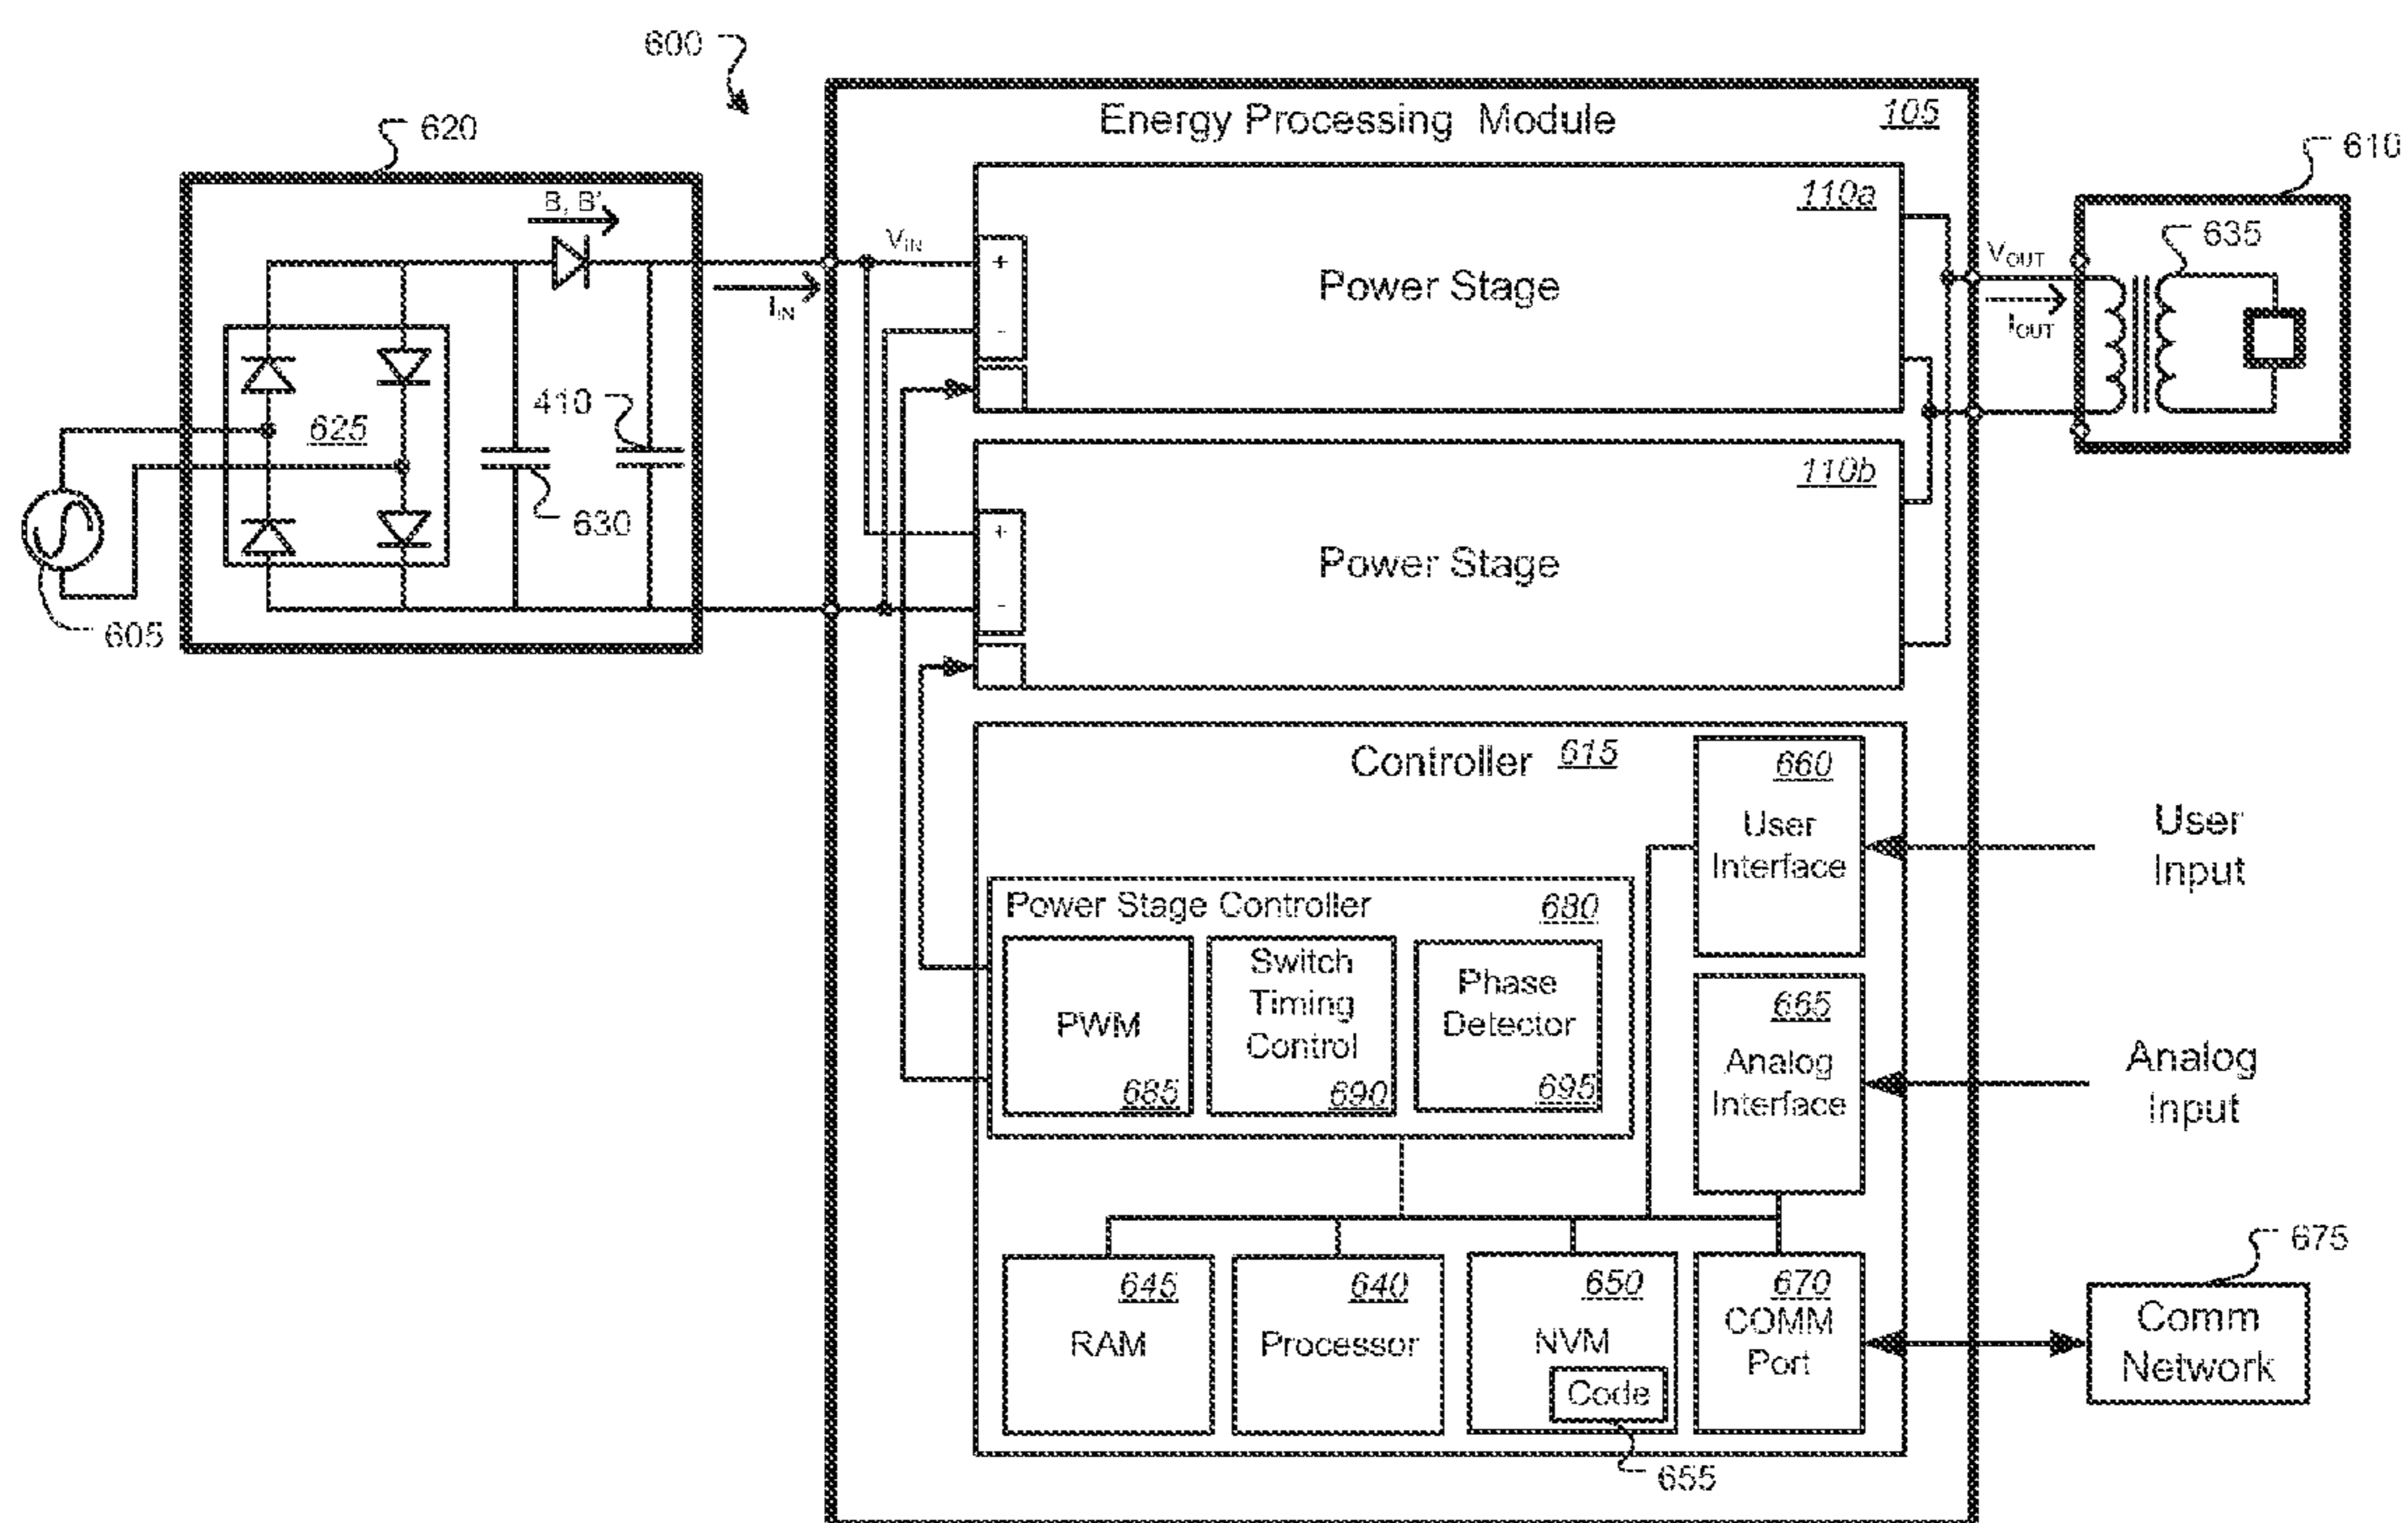 600
620
B, B'
625
410
630
605
IIN
VIN
Energy Processing Module 105
110a
+
-
Power Stage
110b
+
-
Power Stage
VOUT
IOUT
610
635
Controller 615
660
User
Interface
User
Input
Power Stage Controller 680
PWM
685
Switch
Timing
Control
690
Phase
Detector
695
665
Analog
Interface
Analog
Input
645
RAM
640
Processor
650
NVM
Code
655
670
COMM
Port
675
Comm
Network